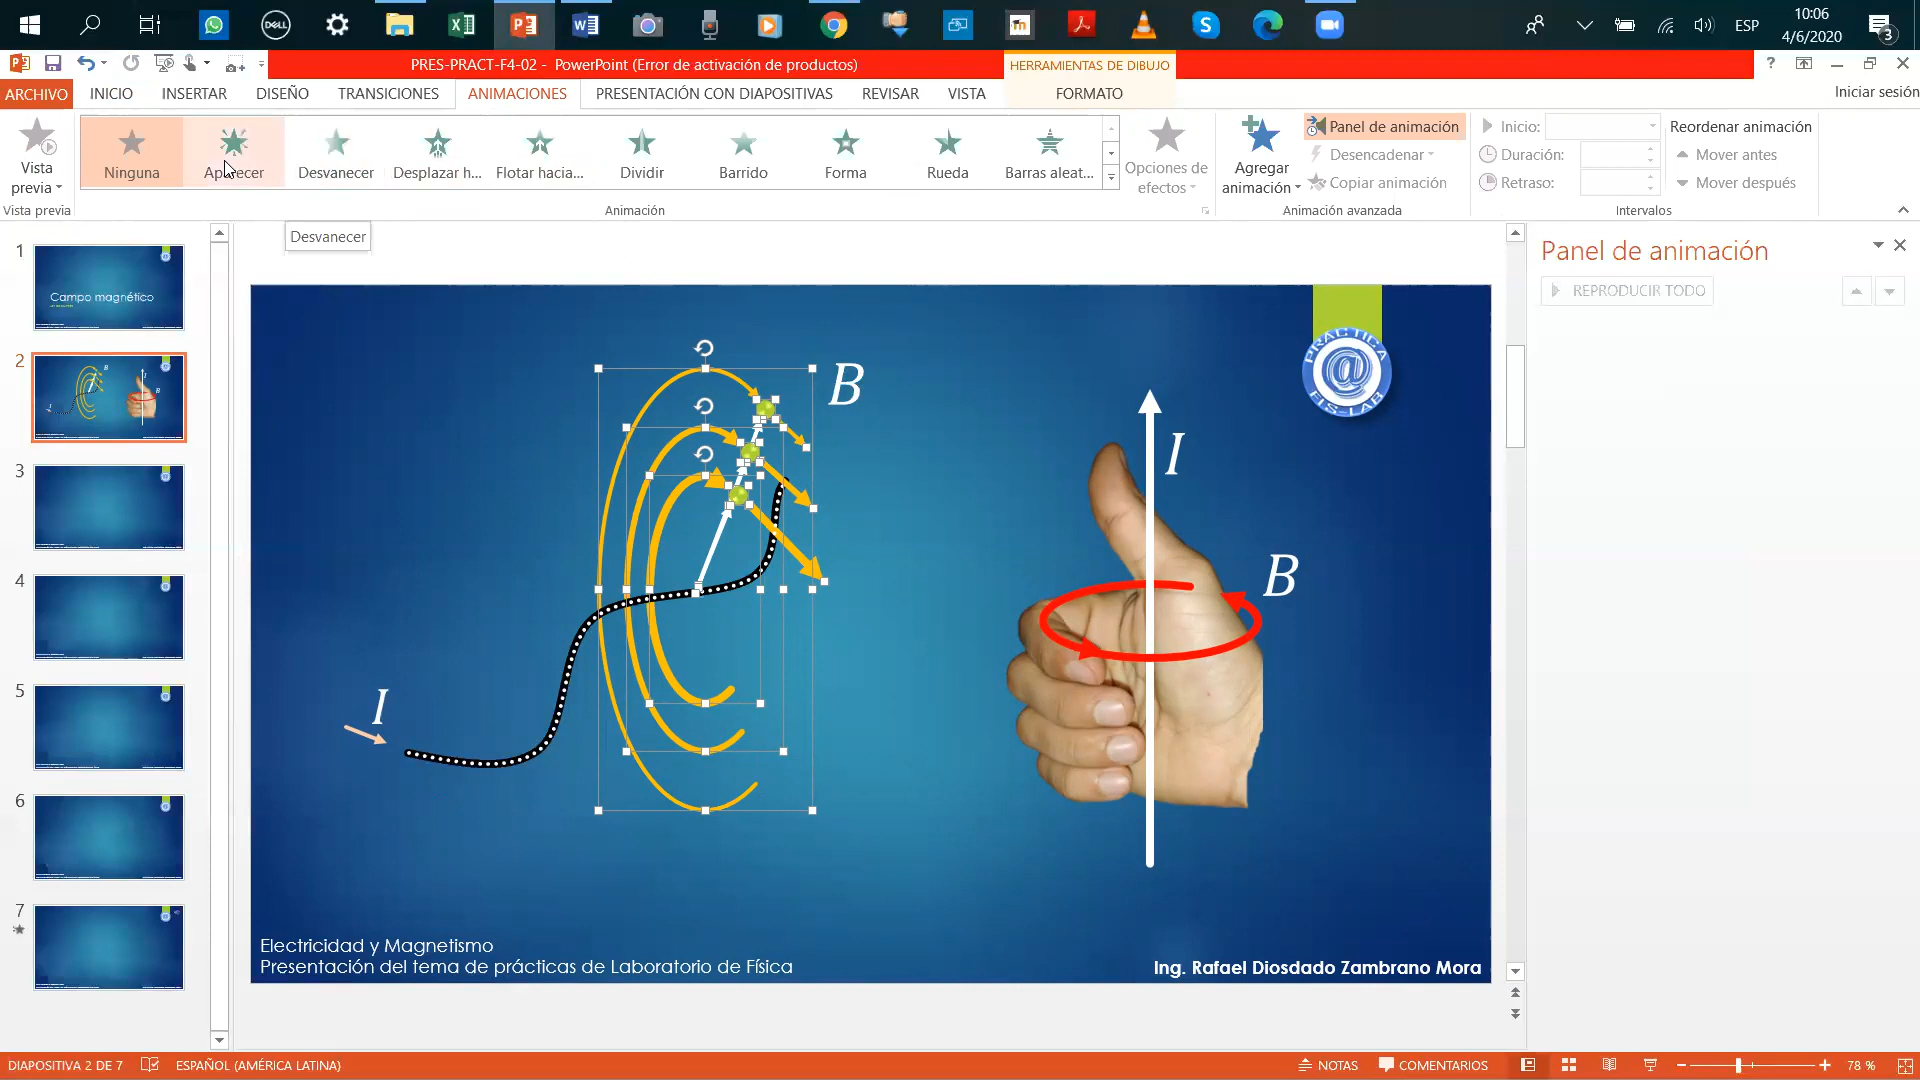 ESP
10:06
4/6/2020
3
PRES-PRACT-F4-02 - PowerPoint (Error de activación de productos)
HERRAMIENTAS DE DIBUJO
ARCHIVO INICIO INSERTAR DISEÑO TRANSICIONES ANIMACIONES PRESENTACIÓN CON DIAPOSITIVAS REVISAR VISTA FORMATO
Iniciar sesión
Vista previa
Ninguna Aparecer Desvanecer Desplazar h... Flotar hacia... Dividir Barrido Forma Rueda Barras aleat...
Opciones de efectos
Agregar animación
Panel de animación
Desencadenar
Copiar animación
Inicio:
Duración:
Retraso:
Reordenar animación
Mover antes
Mover después
Vista previa Animación Animación avanzada Intervalos
Desvanecer
1
Campo magnético
2
3
4
5
6
7
B
I
I
B
PRACTICA
@
FIS-LAB
Electricidad y Magnetismo
Presentación del tema de prácticas de Laboratorio de Física
Ing. Rafael Diosdado Zambrano Mora
Panel de animación
REPRODUCIR TODO
DIAPOSITIVA 2 DE 7 ESPAÑOL (AMÉRICA LATINA) NOTAS COMENTARIOS 78 %